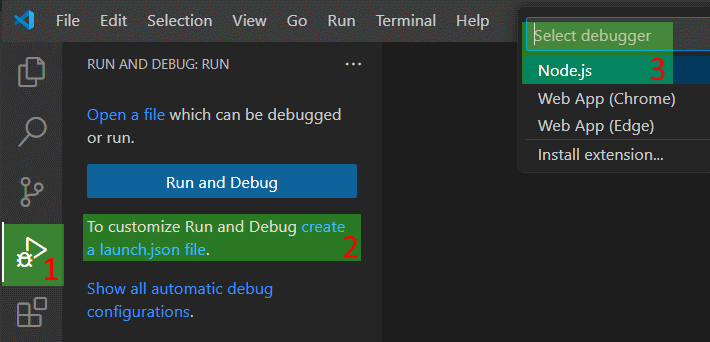 File Edit Selection View Go Run Terminal Help
RUN AND DEBUG: RUN ...
Open a file which can be debugged
or run.
Run and Debug
To customize Run and Debug create
a launch.json file.
2
1
Show all automatic debug
configurations.
Select debugger
Node.js
3
Web App (Chrome)
Web App (Edge)
Install extension...